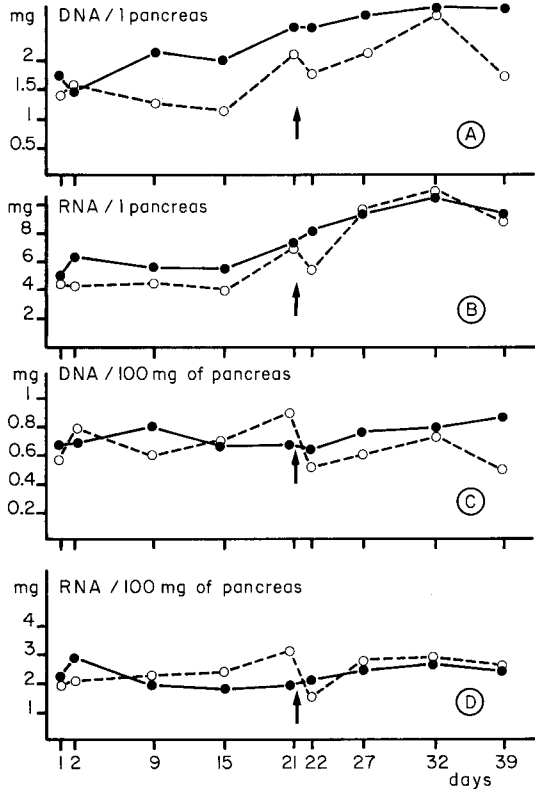 mg DNA / 1 pancreas
2
1.5
1
0.5
A
mg RNA / 1 pancreas
8
6
4
2
B
mg DNA / 100 mg of pancreas
1
0.8
0.6
0.4
0.2
C
mg RNA / 100 mg of pancreas
4
3
2
1
D
1 2 9 15 21 22 27 32 39
days